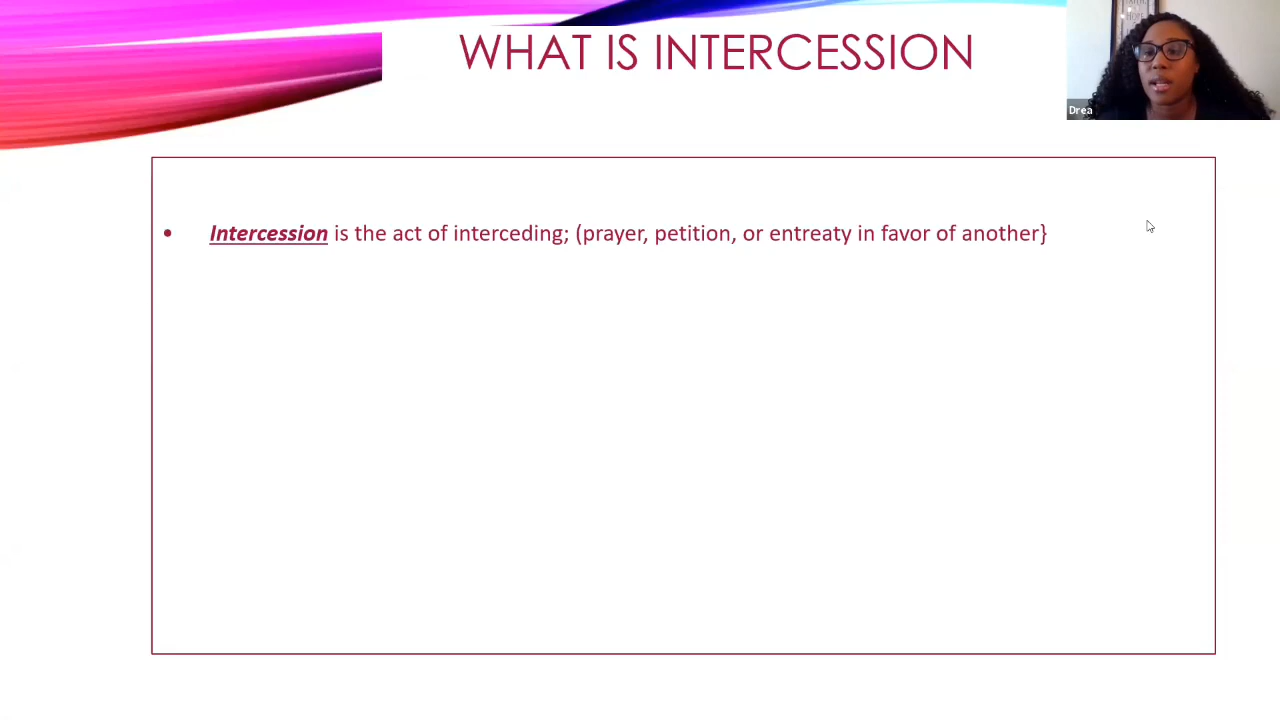 WHAT IS INTERCESSION
Drea
• Intercession is the act of interceding; (prayer, petition, or entreaty in favor of another}